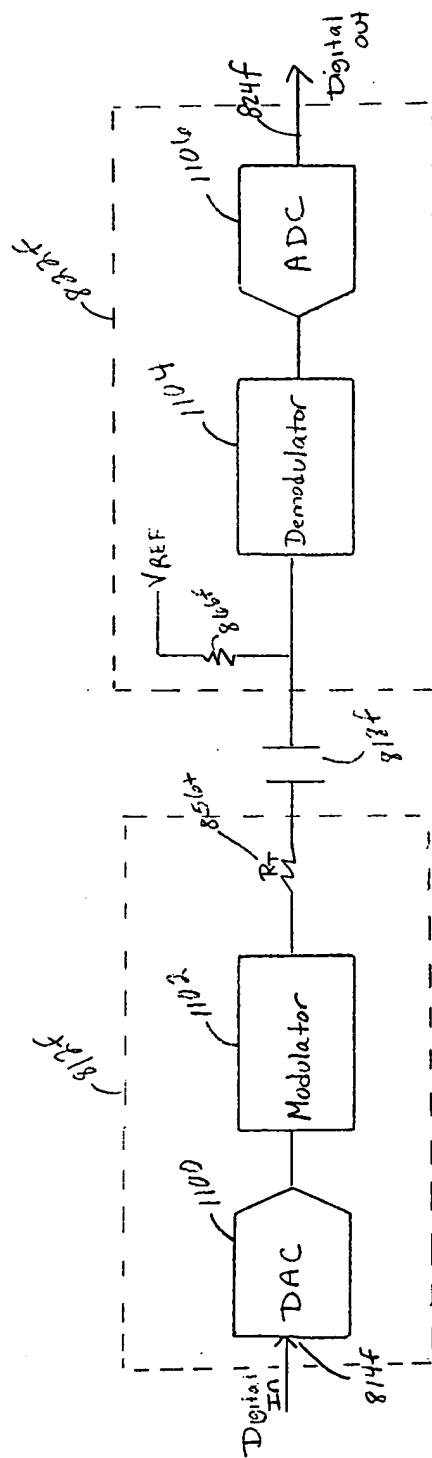 812f
822f
Digital
In
814f
DAC
1100
Modulator
1102
RT
856f
818f
VREF
866f
Demodulator
1104
ADC
1106
824f
Digital
out